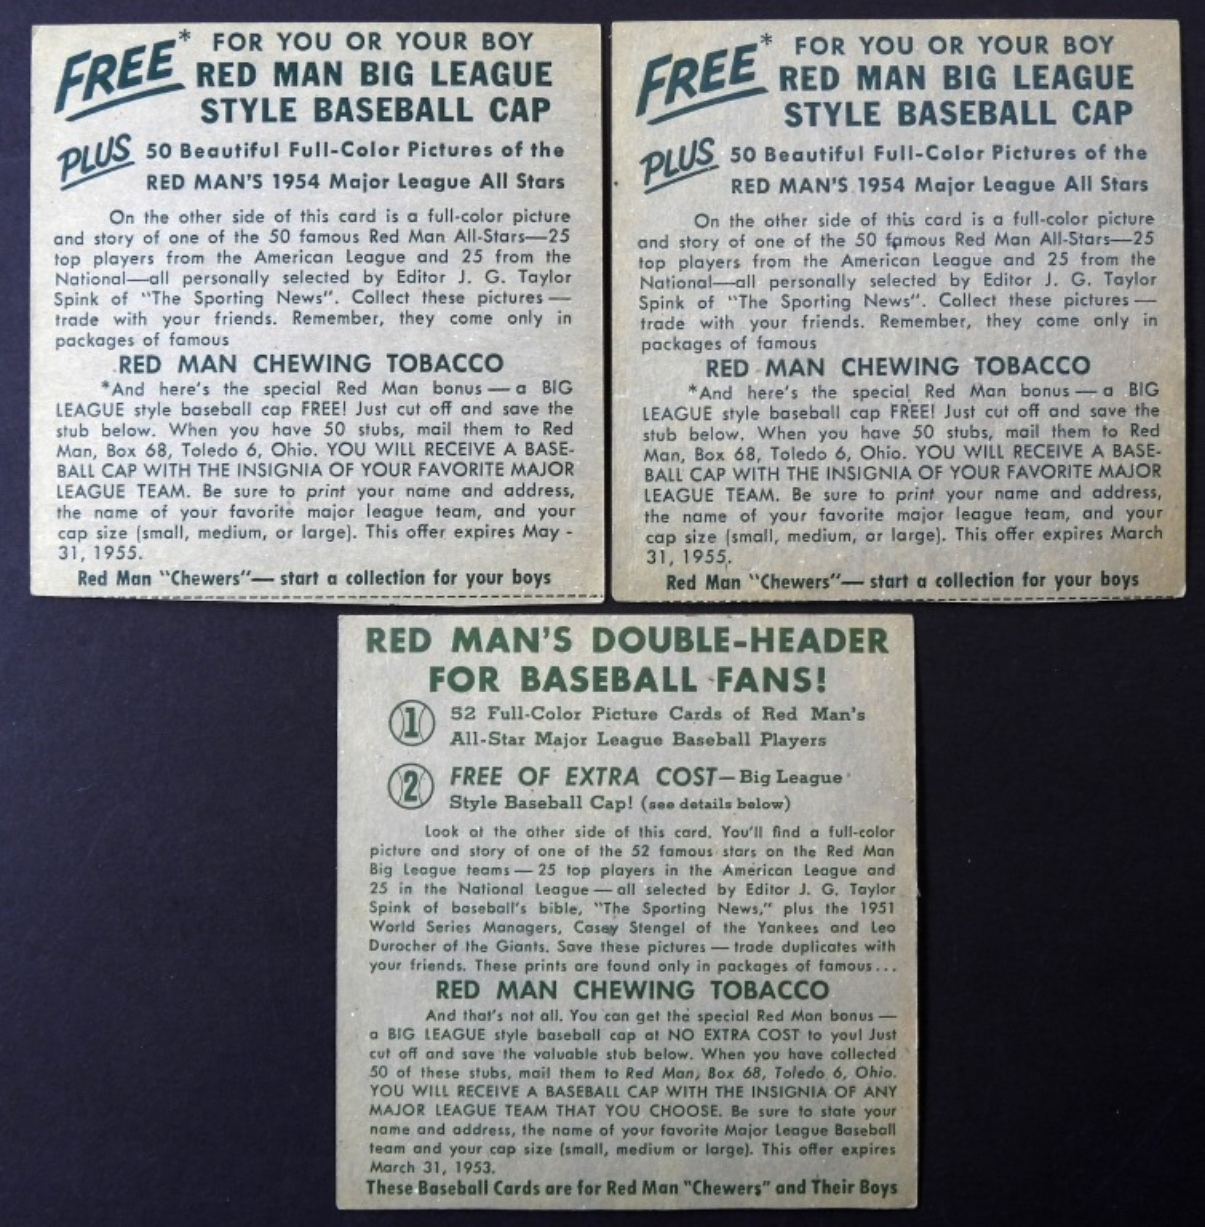 FREE* FOR YOU OR YOUR BOY
RED MAN BIG LEAGUE
STYLE BASEBALL CAP
PLUS 50 Beautiful Full-Color Pictures of the
RED MAN'S 1954 Major League All Stars
On the other side of this card is a full-color picture
and story of one of the 50 famous Red Man All-Stars—25
top players from the American League and 25 from the
National—all personally selected by Editor J. G. Taylor
Spink of "The Sporting News". Collect these pictures —
trade with your friends. Remember, they come only in
packages of famous
RED MAN CHEWING TOBACCO
*And here's the special Red Man bonus — a BIG
LEAGUE style baseball cap FREE! Just cut off and save the
stub below. When you have 50 stubs, mail them to Red
Man, Box 68, Toledo 6, Ohio. YOU WILL RECEIVE A BASE-
BALL CAP WITH THE INSIGNIA OF YOUR FAVORITE MAJOR
LEAGUE TEAM. Be sure to print your name and address,
the name of your favorite major league team, and your
cap size (small, medium, or large). This offer expires May -
31, 1955.
Red Man "Chewers"— start a collection for your boys
FREE* FOR YOU OR YOUR BOY
RED MAN BIG LEAGUE
STYLE BASEBALL CAP
PLUS 50 Beautiful Full-Color Pictures of the
RED MAN'S 1954 Major League All Stars
On the other side of this card is a full-color picture
and story of one of the 50 famous Red Man All-Stars—25
top players from the American League and 25 from the
National—all personally selected by Editor J. G. Taylor
Spink of "The Sporting News". Collect these pictures —
trade with your friends. Remember, they come only in
packages of famous
RED MAN CHEWING TOBACCO
*And here's the special Red Man bonus — a BIG
LEAGUE style baseball cap FREE! Just cut off and save the
stub below. When you have 50 stubs, mail them to Red
Man, Box 68, Toledo 6, Ohio. YOU WILL RECEIVE A BASE-
BALL CAP WITH THE INSIGNIA OF YOUR FAVORITE MAJOR
LEAGUE TEAM. Be sure to print your name and address,
the name of your favorite major league team, and your
cap size (small, medium, or large). This offer expires March
31, 1955.
Red Man "Chewers"— start a collection for your boys
RED MAN'S DOUBLE-HEADER
FOR BASEBALL FANS!
1 52 Full-Color Picture Cards of Red Man's
All-Star Major League Baseball Players
2 FREE OF EXTRA COST—Big League
Style Baseball Cap! (see details below)
Look at the other side of this card. You'll find a full-color
picture and story of one of the 52 famous stars on the Red Man
Big League teams — 25 top players in the American League and
25 in the National League — all selected by Editor J. G. Taylor
Spink of baseball's bible, "The Sporting News," plus the 1951
World Series Managers, Casey Stengel of the Yankees and Leo
Durocher of the Giants. Save these pictures — trade duplicates with
your friends. These prints are found only in packages of famous...
RED MAN CHEWING TOBACCO
And that's not all. You can get the special Red Man bonus —
a BIG LEAGUE style baseball cap at NO EXTRA COST to you! Just
cut off and save the valuable stub below. When you have collected
50 of these stubs, mail them to Red Man, Box 68, Toledo 6, Ohio.
YOU WILL RECEIVE A BASEBALL CAP WITH THE INSIGNIA OF ANY
MAJOR LEAGUE TEAM THAT YOU CHOOSE. Be sure to state your
name and address, the name of your favorite Major League Baseball
team and your cap size (small, medium or large). This offer expires
March 31, 1953.
These Baseball Cards are for Red Man "Chewers" and Their Boys